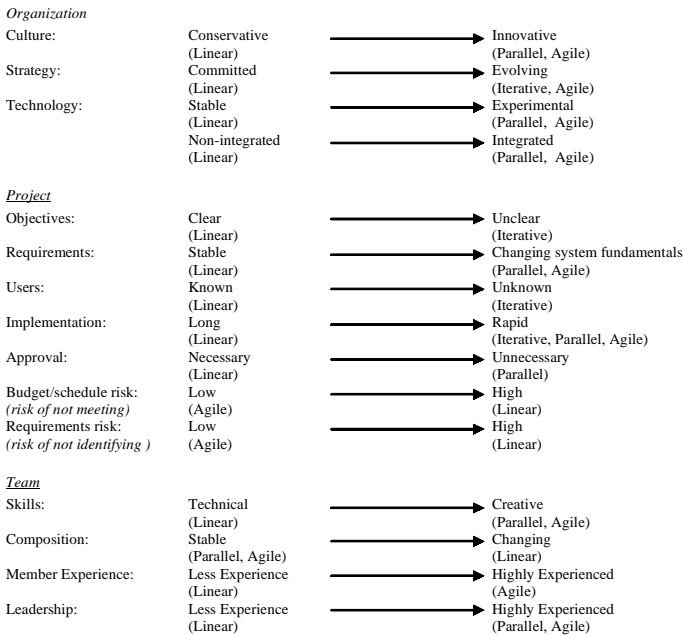 Organization
Culture: Conservative Innovative
(Linear) (Parallel, Agile)
Strategy: Committed Evolving
(Linear) (Iterative, Agile)
Technology: Stable Experimental
(Linear) (Parallel, Agile)
Non-integrated Integrated
(Linear) (Parallel, Agile)
Project
Objectives: Clear Unclear
(Linear) (Iterative)
Requirements: Stable Changing system fundamentals
(Linear) (Parallel, Agile)
Users: Known Unknown
(Linear) (Iterative)
Implementation: Long Rapid
(Linear) (Iterative, Parallel, Agile)
Approval: Necessary Unnecessary
(Linear) (Parallel)
Budget/schedule risk: Low High
(risk of not meeting) (Agile) (Linear)
Requirements risk: Low High
(risk of not identifying ) (Agile) (Linear)
Team
Skills: Technical Creative
(Linear) (Parallel, Agile)
Composition: Stable Changing
(Parallel, Agile) (Linear)
Member Experience: Less Experience Highly Experienced
(Linear) (Agile)
Leadership: Less Experience Highly Experienced
(Linear) (Parallel, Agile)